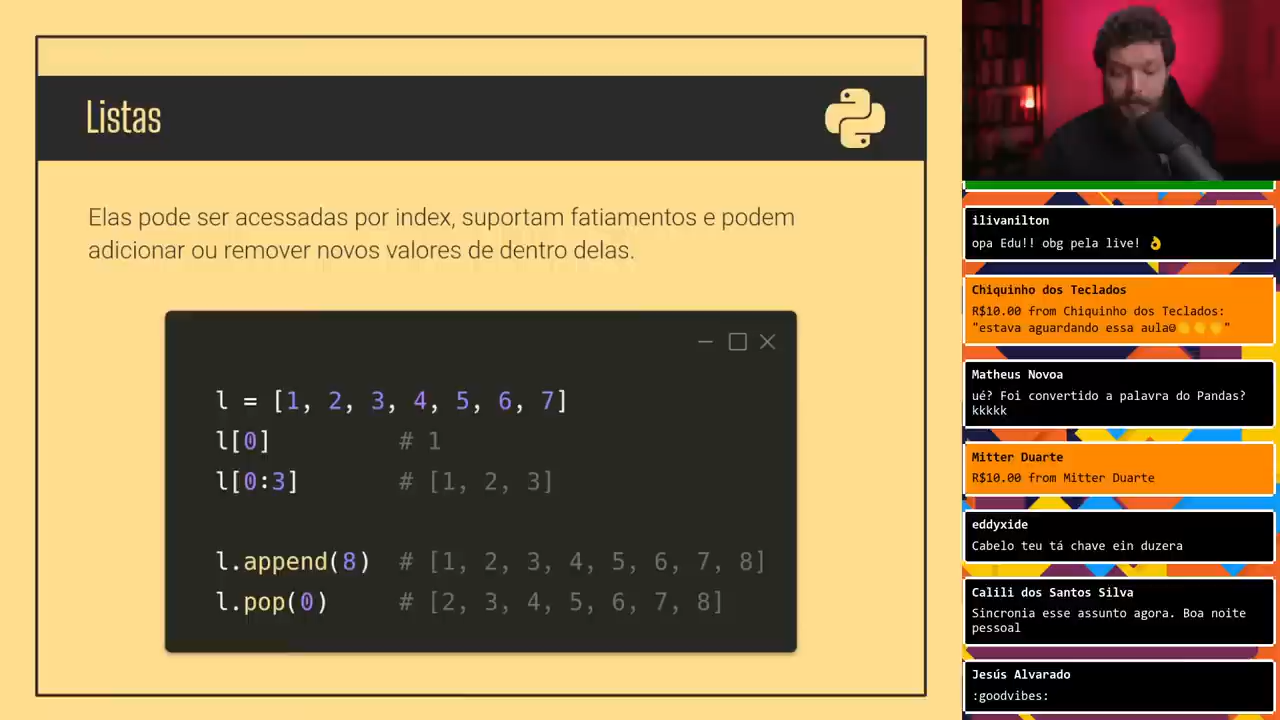 Listas
Elas pode ser acessadas por index, suportam fatiamentos e podem
adicionar ou remover novos valores de dentro delas.
l = [1, 2, 3, 4, 5, 6, 7]
l[0] # 1
l[0:3] # [1, 2, 3]
l.append(8) # [1, 2, 3, 4, 5, 6, 7, 8]
l.pop(0) # [2, 3, 4, 5, 6, 7, 8]
ilivanilton
opa Edu!! obg pela live! 👌
Chiquinho dos Teclados
R$10.00 from Chiquinho dos Teclados:
"estava aguardando essa aula😅👏👏👏"
Matheus Novoa
ué? Foi convertido a palavra do Pandas?
kkkkk
Mitter Duarte
R$10.00 from Mitter Duarte
eddyxide
Cabelo teu tá chave ein duzera
Calili dos Santos Silva
Sincronia esse assunto agora. Boa noite
pessoal
Jesús Alvarado
:goodvibes: